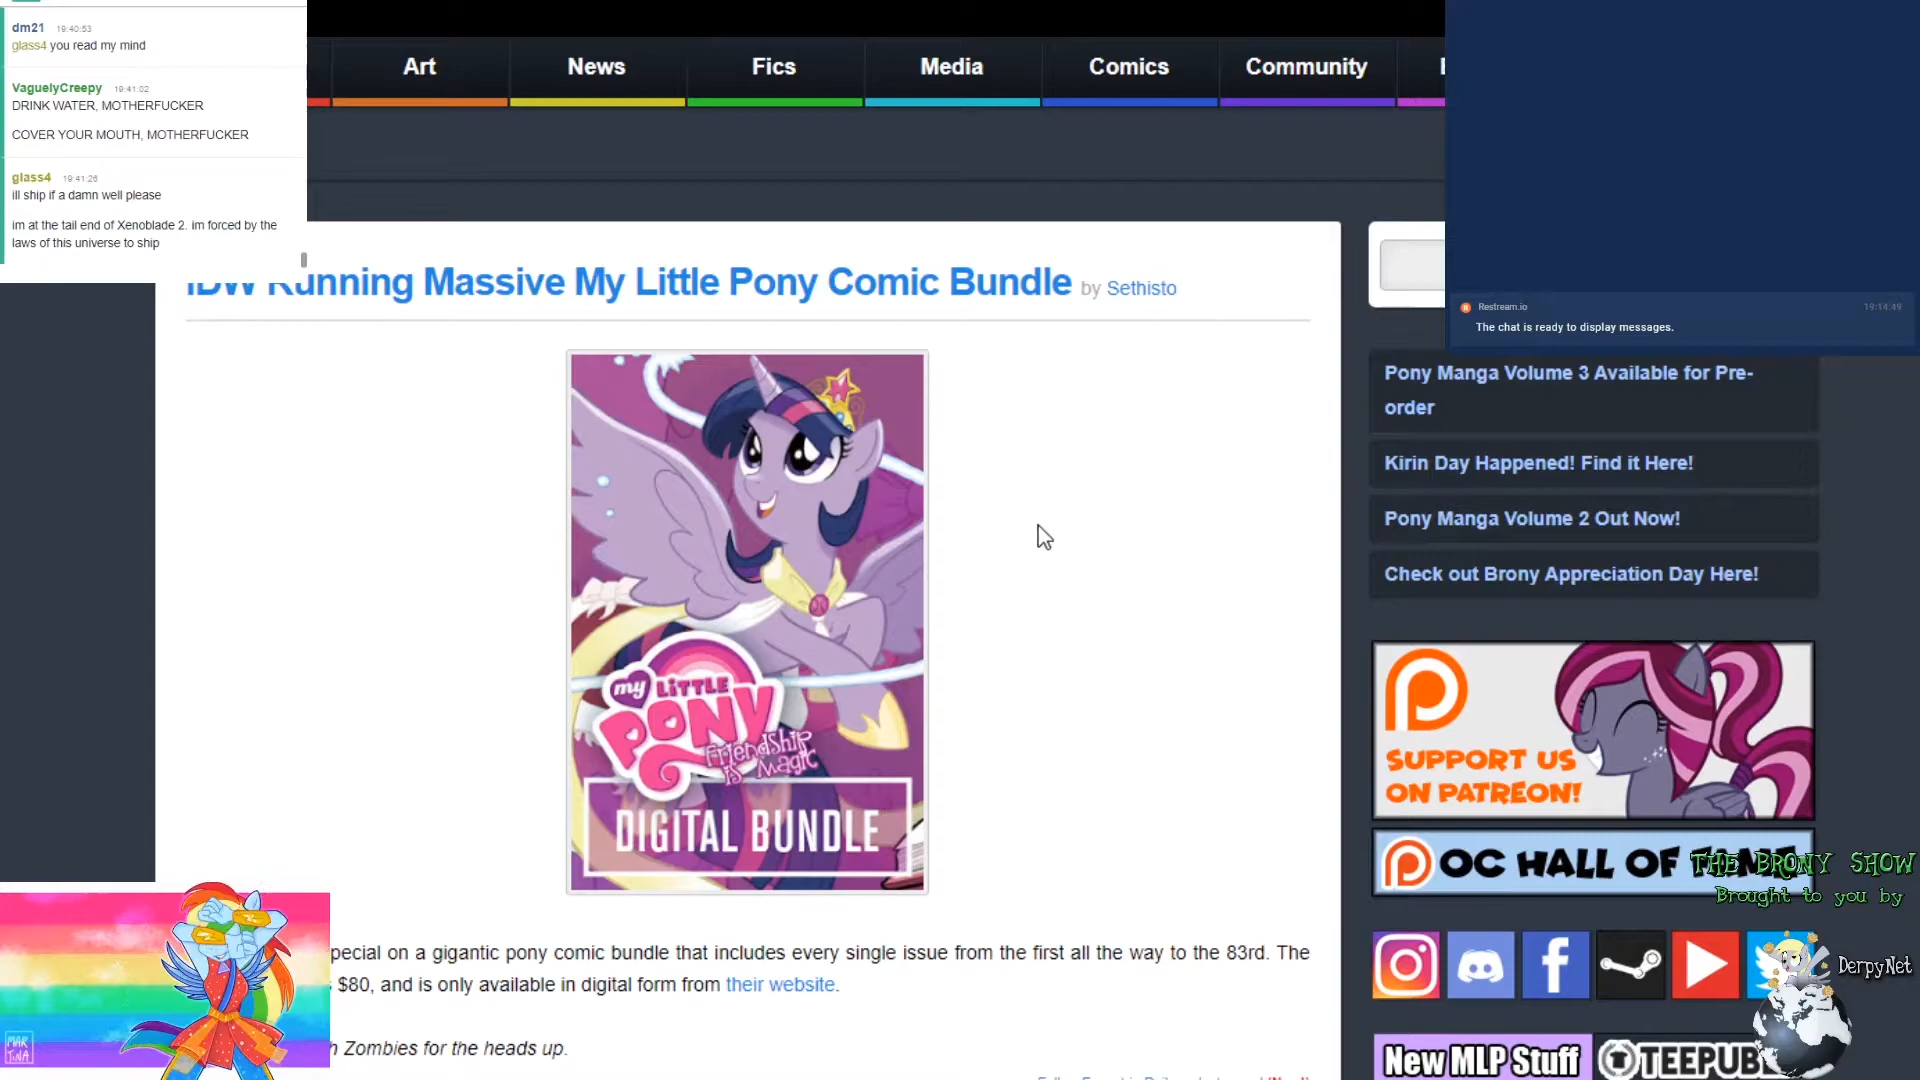 dm21 19:40:53
glass4 you read my mind
VaguelyCreepy 19:41:02
DRINK WATER, MOTHERFUCKER
COVER YOUR MOUTH, MOTHERFUCKER
glass4 19:41:26
ill ship if a damn well please
im at the tail end of Xenoblade 2. im forced by the
laws of this universe to ship
Art
News
Fics
Media
Comics
Community
Restream.io 19:14:49
The chat is ready to display messages.
IDW Running Massive My Little Pony Comic Bundle by Sethisto
my LITTLE
PONY
Friendship
is Magic
DIGITAL BUNDLE
pecial on a gigantic pony comic bundle that includes every single issue from the first all the way to the 83rd. The
$80, and is only available in digital form from their website.
h Zombies for the heads up.
Pony Manga Volume 3 Available for Pre-
order
Kirin Day Happened! Find it Here!
Pony Manga Volume 2 Out Now!
Check out Brony Appreciation Day Here!
SUPPORT US
ON PATREON!
OC HALL OF
THE BRONY SHOW
Brought to you by
DerpyNet
New MLP Stuff
TEEPUB
MAR
TINA